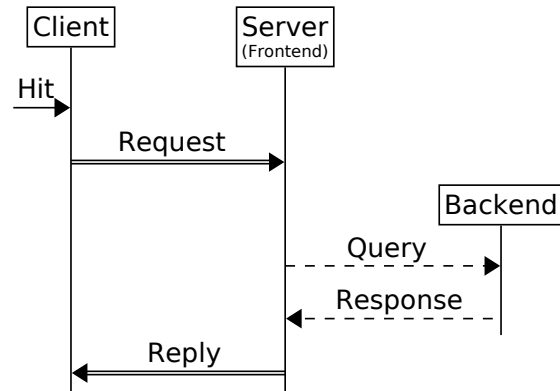 Client
Server
(Frontend)
Hit
Request
Backend
Query
Response
Reply